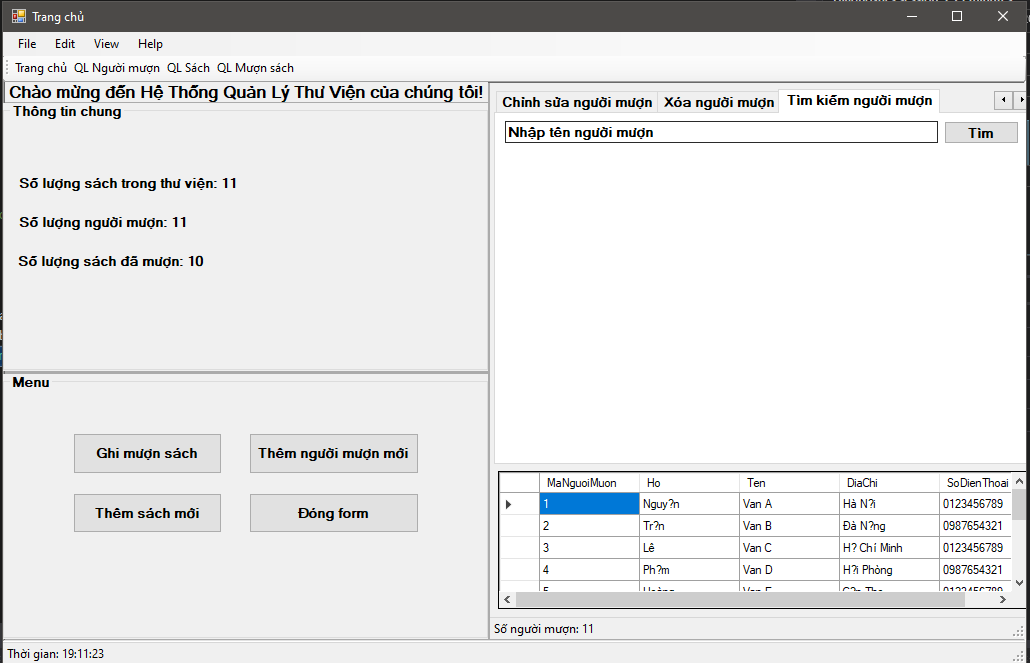 Trang chủ
File Edit View Help
Trang chủ QL Người mượn QL Sách QL Mượn sách
Chào mừng đến Hệ Thống Quản Lý Thư Viện của chúng tôi!
Thông tin chung
Số lượng sách trong thư viện: 11
Số lượng người mượn: 11
Số lượng sách đã mượn: 10
Menu
Ghi mượn sách Thêm người mượn mới
Thêm sách mới Đóng form
Chỉnh sửa người mượn Xóa người mượn Tìm kiếm người mượn
Nhập tên người mượn Tìm
MaNguoiMuon Ho Ten DiaChi SoDienThoai
1 Nguy?n Van A Hà N?i 0123456789
2 Tr?n Van B Đà N?ng 0987654321
3 Lê Van C H? Chí Minh 0123456789
4 Ph?m Van D H?i Phòng 0987654321
Số người mượn: 11
Thời gian: 19:11:23